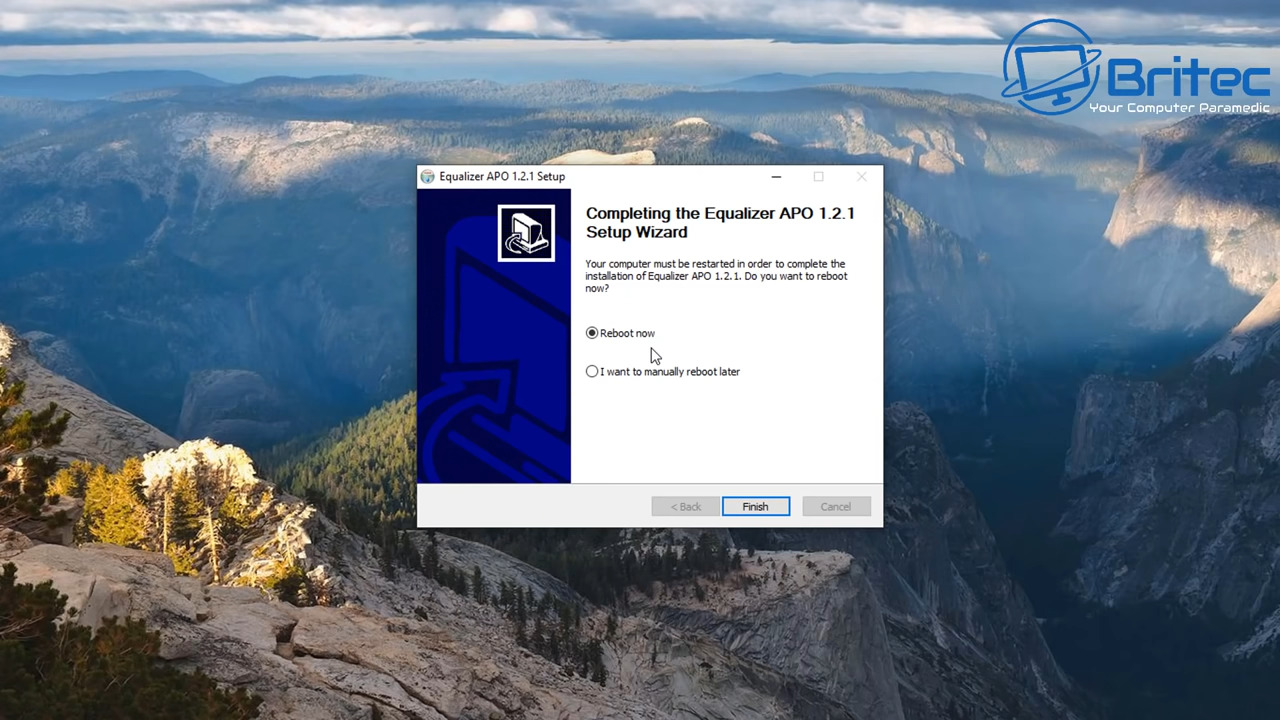 Britec
Your Computer Paramedic
Equalizer APO 1.2.1 Setup
Completing the Equalizer APO 1.2.1
Setup Wizard
Your computer must be restarted in order to complete the
installation of Equalizer APO 1.2.1. Do you want to reboot
now?
Reboot now
I want to manually reboot later
< Back
Finish
Cancel